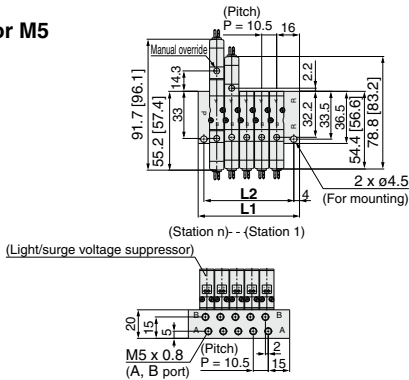 or M5
(Pitch)
P = 10.5
16
Manual override
14.3
2.2
91.7 [96.1]
55.2 [57.4]
33
32.2
33.5
36.5
54.4 [56.6]
78.8 [83.2]
R
R
L2
4
L1
2 x ø4.5
(For mounting)
(Station n)- - (Station 1)
(Light/surge voltage suppressor)
20
15
5
B
B
A
A
M5 x 0.8
(A, B port)
(Pitch)
P = 10.5
2
15